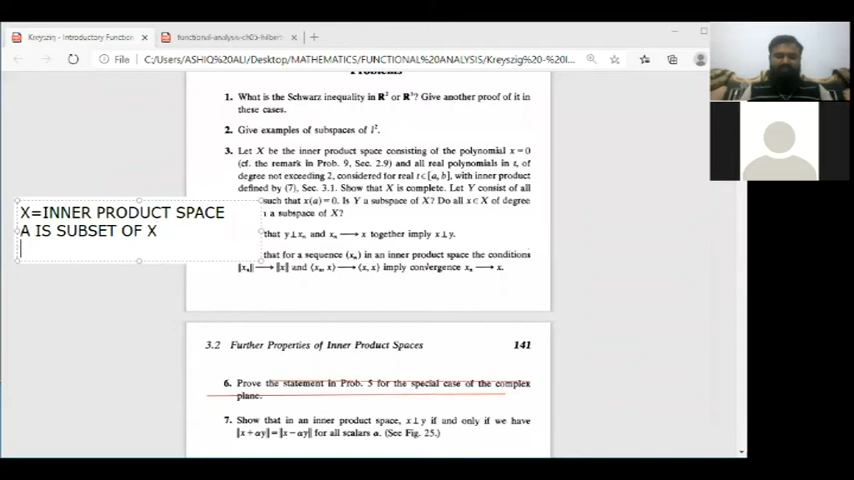 Kreyszig - Introductory Function
functional-analysis-ch03-hilbert
File
C:/Users/ASHIQ%20ALI/Desktop/MATHEMATICS/FUNCTIONAL%20ANALYSIS/Kreyszig%20-%20I...
Problems
1. What is the Schwarz inequality in R² or R³? Give another proof of it in
these cases.
2. Give examples of subspaces of l².
3. Let X be the inner product space consisting of the polynomial x = 0
(cf. the remark in Prob. 9, Sec. 2.9) and all real polynomials in t, of
degree not exceeding 2, considered for real t∈[a, b], with inner product
defined by (7), Sec. 3.1. Show that X is complete. Let Y consist of all
such that x(a) = 0. Is Y a subspace of X? Do all x∈X of degree
a subspace of X?
that y⊥xₙ and xₙ ⟶ x together imply x⊥y.
that for a sequence (xₙ) in an inner product space the conditions
‖xₙ‖ ⟶ ‖x‖ and ⟨xₙ, x⟩ ⟶ ⟨x, x⟩ imply convergence xₙ ⟶ x.
X=INNER PRODUCT SPACE
A IS SUBSET OF X
3.2 Further Properties of Inner Product Spaces 141
6. Prove the statement in Prob. 5 for the special case of the complex
plane.
7. Show that in an inner product space, x⊥y if and only if we have
‖x + αy‖ = ‖x − αy‖ for all scalars α. (See Fig. 25.)